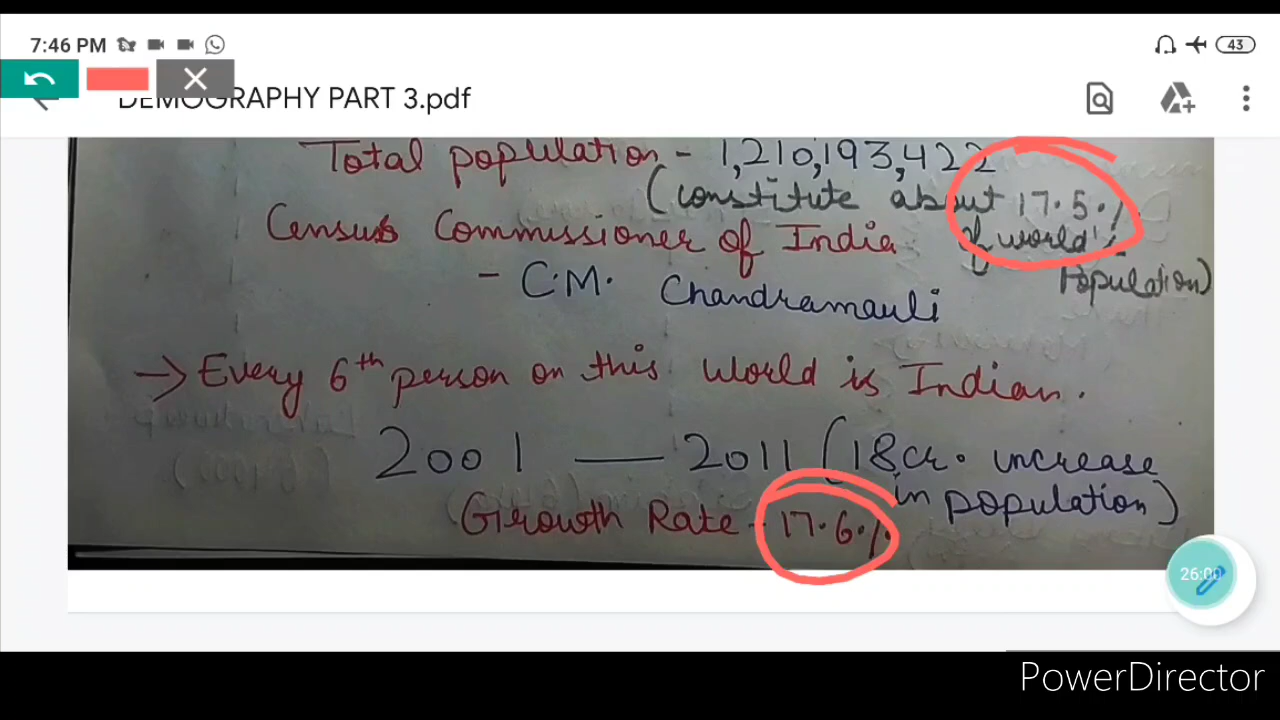 7:46 PM
43
DEMOGRAPHY PART 3.pdf
Total population - 1,210,193,422
(constitute about 17.5%
of world's
Population)
Census Commissioner of India
- C.M. Chandramauli
→ Every 6th person on this World is Indian.
2001 — 2011 (18cr. increase
in population)
Growth Rate - 17.6%
26:00
PowerDirector